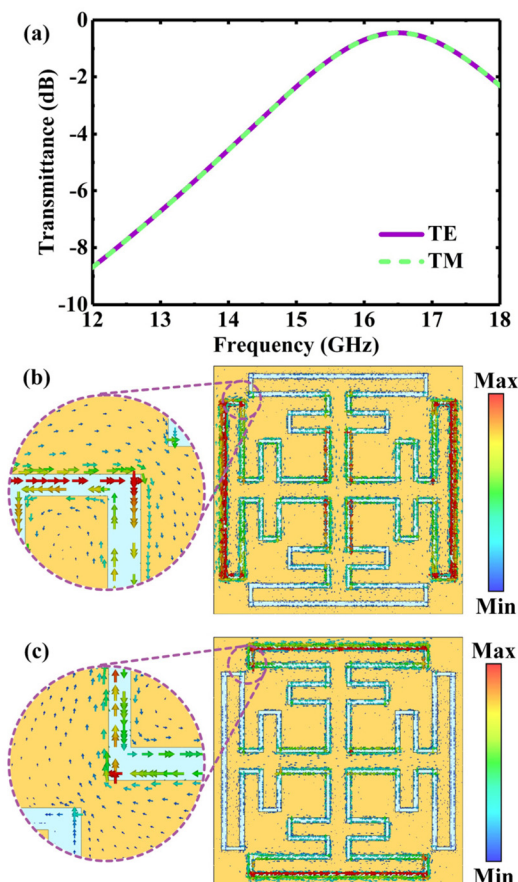 (a)
0
-2
-4
-6
-8
-10
Transmittance (dB)
TE
TM
12 13 14 15 16 17 18
Frequency (GHz)
(b)
Max
Min
(c)
Max
Min